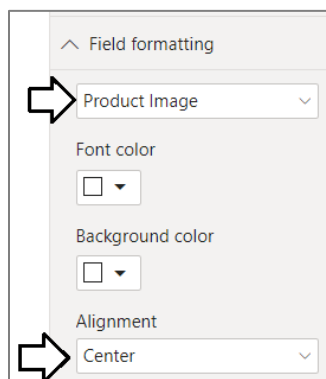 Field formatting
Product Image
Font color
Background color
Alignment
Center